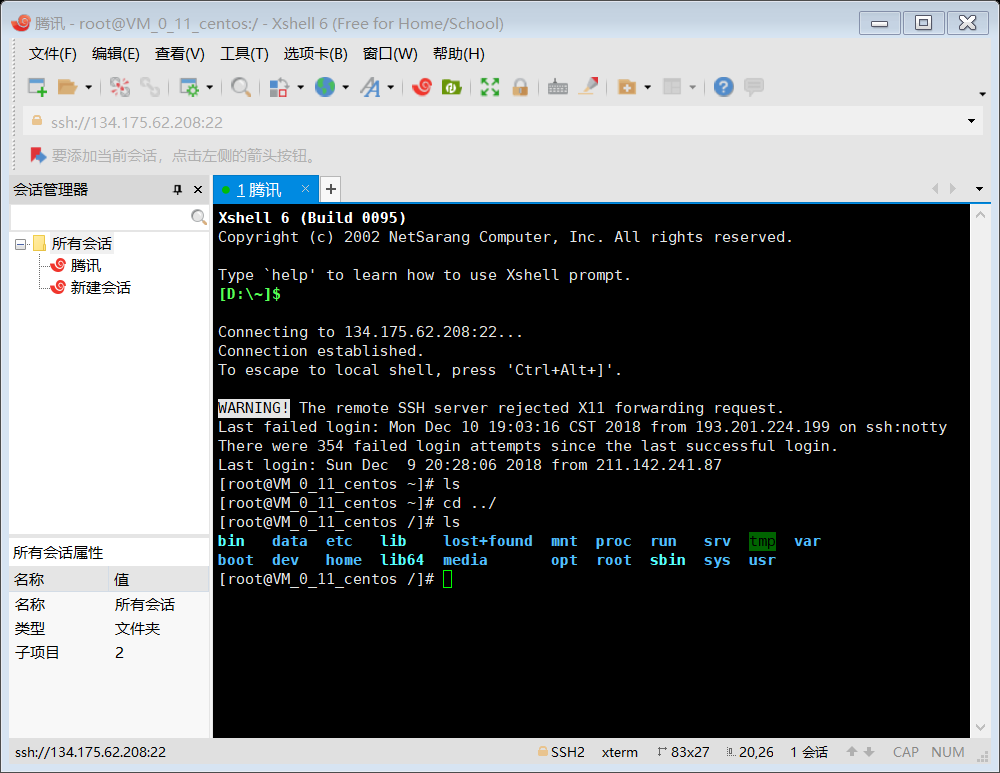 腾讯 - root@VM_0_11_centos:/ - Xshell 6 (Free for Home/School)
文件(F) 编辑(E) 查看(V) 工具(T) 选项卡(B) 窗口(W) 帮助(H)
ssh://134.175.62.208:22
要添加当前会话，点击左侧的箭头按钮。
会话管理器
所有会话
腾讯
新建会话
所有会话属性
名称 值
名称 所有会话
类型 文件夹
子项目 2
1 腾讯 × +
Xshell 6 (Build 0095)
Copyright (c) 2002 NetSarang Computer, Inc. All rights reserved.
Type `help' to learn how to use Xshell prompt.
[D:\~]$
Connecting to 134.175.62.208:22...
Connection established.
To escape to local shell, press 'Ctrl+Alt+]'.
WARNING! The remote SSH server rejected X11 forwarding request.
Last failed login: Mon Dec 10 19:03:16 CST 2018 from 193.201.224.199 on ssh:notty
There were 354 failed login attempts since the last successful login.
Last login: Sun Dec  9 20:28:06 2018 from 211.142.241.87
[root@VM_0_11_centos ~]# ls
[root@VM_0_11_centos ~]# cd ../
[root@VM_0_11_centos /]# ls
bin   data  etc   lib    lost+found  mnt  proc  run   srv  tmp  var
boot  dev   home  lib64  media       opt  root  sbin  sys  usr
[root@VM_0_11_centos /]#
ssh://134.175.62.208:22 SSH2 xterm 83x27 20,26 1 会话 CAP NUM